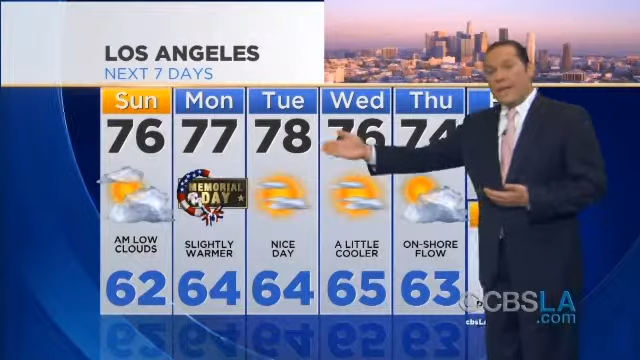 LOS ANGELES
NEXT 7 DAYS
Sun Mon Tue Wed Thu
76 77 78 76 74
MEMORIAL
DAY
AM LOW
CLOUDS
SLIGHTLY
WARMER
NICE
DAY
A LITTLE
COOLER
ON-SHORE
FLOW
62 64 64 65 63
CBSLA
.com